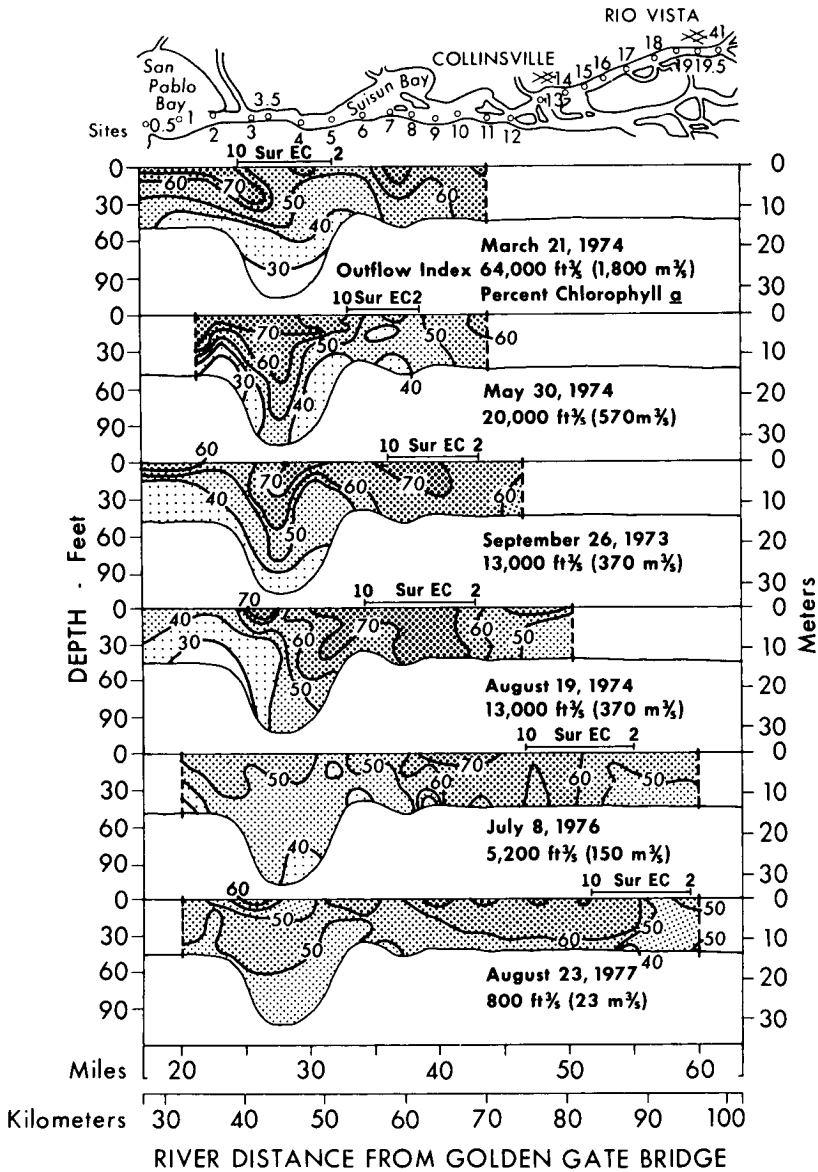 RIO VISTA
COLLINSVILLE
41
San Pablo Bay
Suisun Bay
Sites 0.5 1 2 3 3.5 4 5 6 7 8 9 10 11 12 13 14 15 16 17 18 19 19.5
10 Sur EC 2
0 60 70 50 60 0
30 40 10
60 30 20
90 30
March 21, 1974
Outflow Index 64,000 ft³⁄s (1,800 m³⁄s)
Percent Chlorophyll a
10 Sur EC 2
0 70 50 50 60 0
30 60 10
60 30 40 40 20
90 30
May 30, 1974
20,000 ft³⁄s (570m³⁄s)
10 Sur EC 2
60
0 70 60 70 60 0
30 40 10
60 50 20
90 30
September 26, 1973
13,000 ft³⁄s (370 m³⁄s)
10 Sur EC 2
70
0 40 60 70 60 50 0
30 30 10
60 50 20
90 30
August 19, 1974
13,000 ft³⁄s (370 m³⁄s)
10 Sur EC 2
0 50 50 70 60 50 0
30 60 10
60 40 20
90 30
July 8, 1976
5,200 ft³⁄s (150 m³⁄s)
10 Sur EC 2
60
0 50 50 0
30 50 60 50 50 10
60 40 20
90 30
August 23, 1977
800 ft³⁄s (23 m³⁄s)
DEPTH - Feet
Meters
Miles 20 30 40 50 60
Kilometers 30 40 50 60 70 80 90 100
RIVER DISTANCE FROM GOLDEN GATE BRIDGE